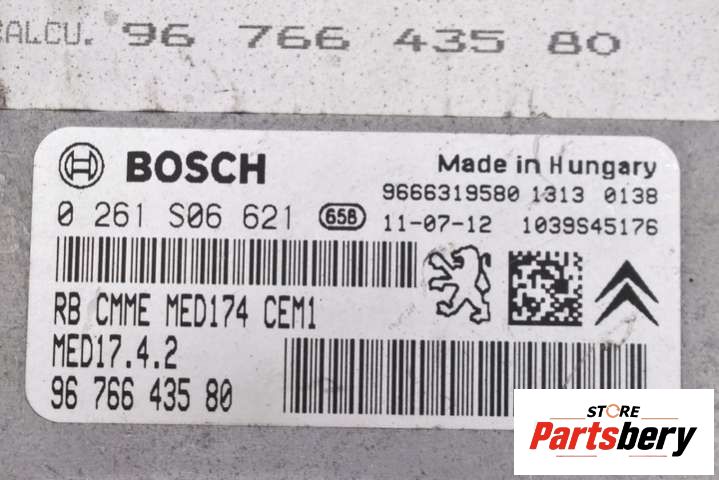 CALCU. 96 766 435 80
BOSCH
Made in Hungary
9666319580 1313 0138
0 261 S06 621 658 11-07-12 1039S45176
RB CMME MED174 CEM1
MED17.4.2
96 766 435 80
STORE
Partsbery